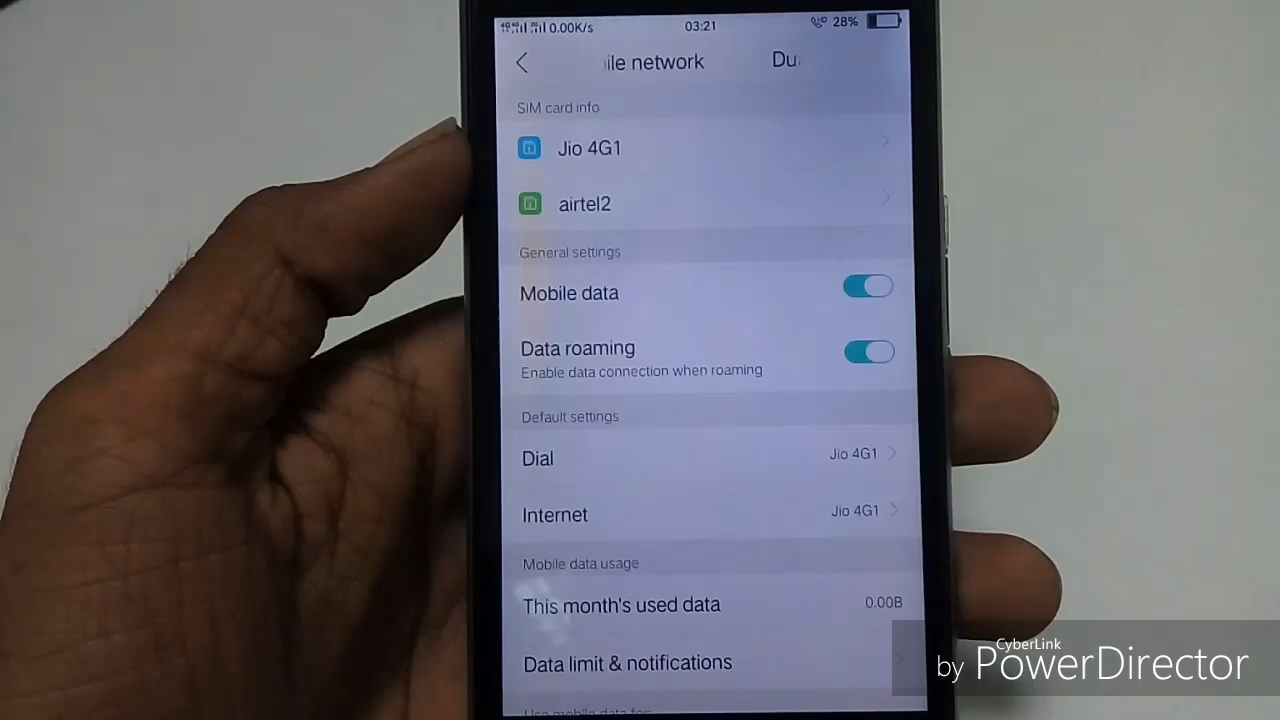 0.00K/s 03:21 28%
ile network Du
SIM card info
Jio 4G1
airtel2
General settings
Mobile data
Data roaming
Enable data connection when roaming
Default settings
Dial Jio 4G1
Internet Jio 4G1
Mobile data usage
This month's used data 0.00B
Data limit & notifications
CyberLink
by PowerDirector